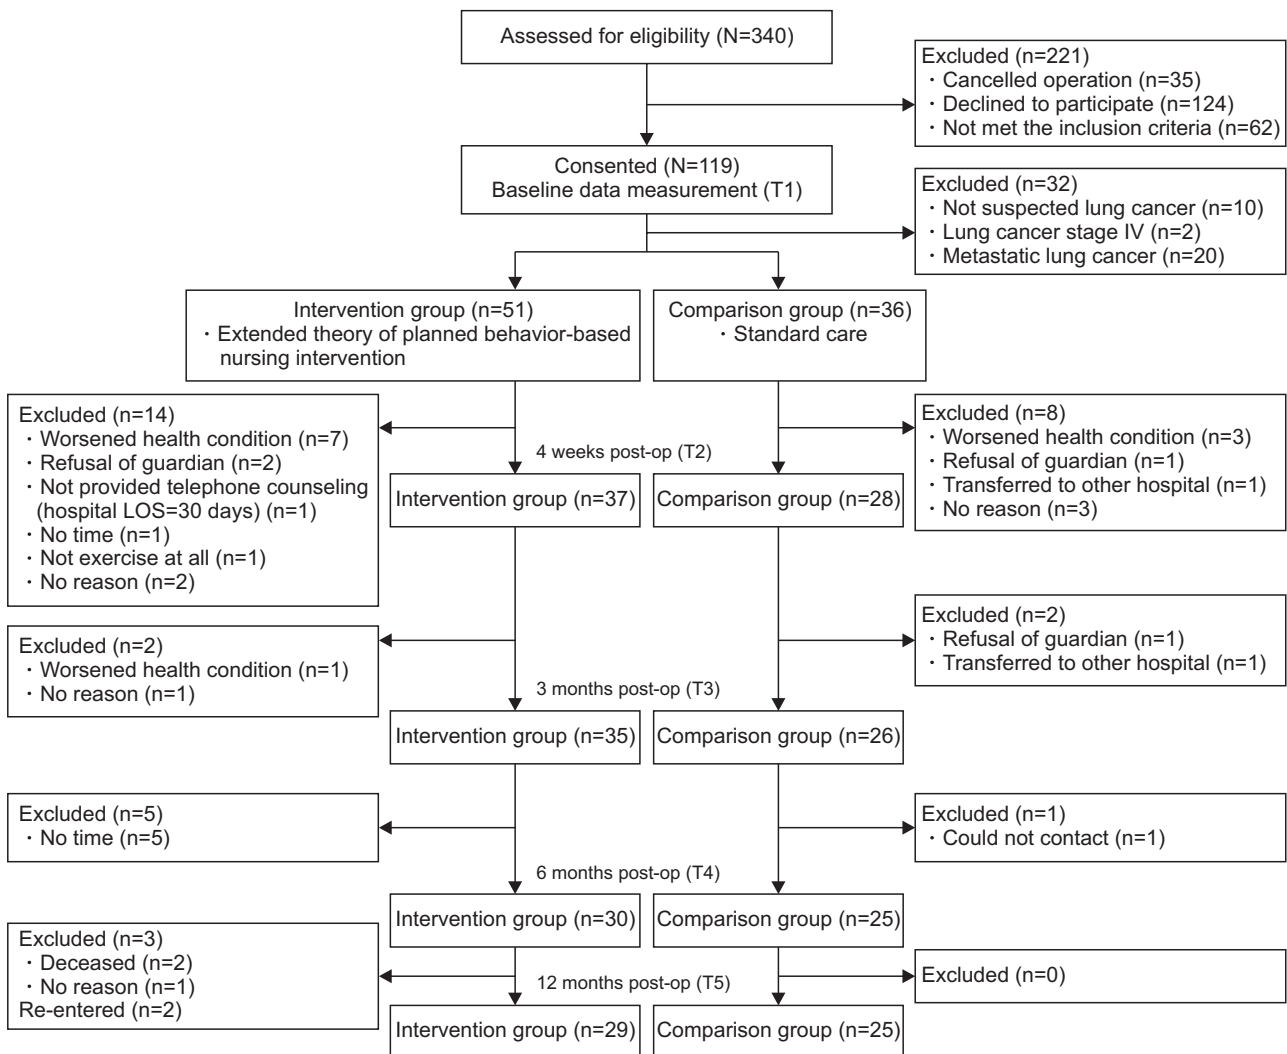 Assessed for eligibility (N=340)
Excluded (n=221)
· Cancelled operation (n=35)
· Declined to participate (n=124)
· Not met the inclusion criteria (n=62)
Consented (N=119)
Baseline data measurement (T1)
Excluded (n=32)
· Not suspected lung cancer (n=10)
· Lung cancer stage IV (n=2)
· Metastatic lung cancer (n=20)
Intervention group (n=51)
· Extended theory of planned behavior-based
nursing intervention
Comparison group (n=36)
· Standard care
Excluded (n=14)
· Worsened health condition (n=7)
· Refusal of guardian (n=2)
· Not provided telephone counseling
(hospital LOS=30 days) (n=1)
· No time (n=1)
· Not exercise at all (n=1)
· No reason (n=2)
4 weeks post-op (T2)
Excluded (n=8)
· Worsened health condition (n=3)
· Refusal of guardian (n=1)
· Transferred to other hospital (n=1)
· No reason (n=3)
Intervention group (n=37)
Comparison group (n=28)
Excluded (n=2)
· Worsened health condition (n=1)
· No reason (n=1)
3 months post-op (T3)
Excluded (n=2)
· Refusal of guardian (n=1)
· Transferred to other hospital (n=1)
Intervention group (n=35)
Comparison group (n=26)
Excluded (n=5)
· No time (n=5)
6 months post-op (T4)
Excluded (n=1)
· Could not contact (n=1)
Intervention group (n=30)
Comparison group (n=25)
Excluded (n=3)
· Deceased (n=2)
· No reason (n=1)
Re-entered (n=2)
12 months post-op (T5)
Excluded (n=0)
Intervention group (n=29)
Comparison group (n=25)